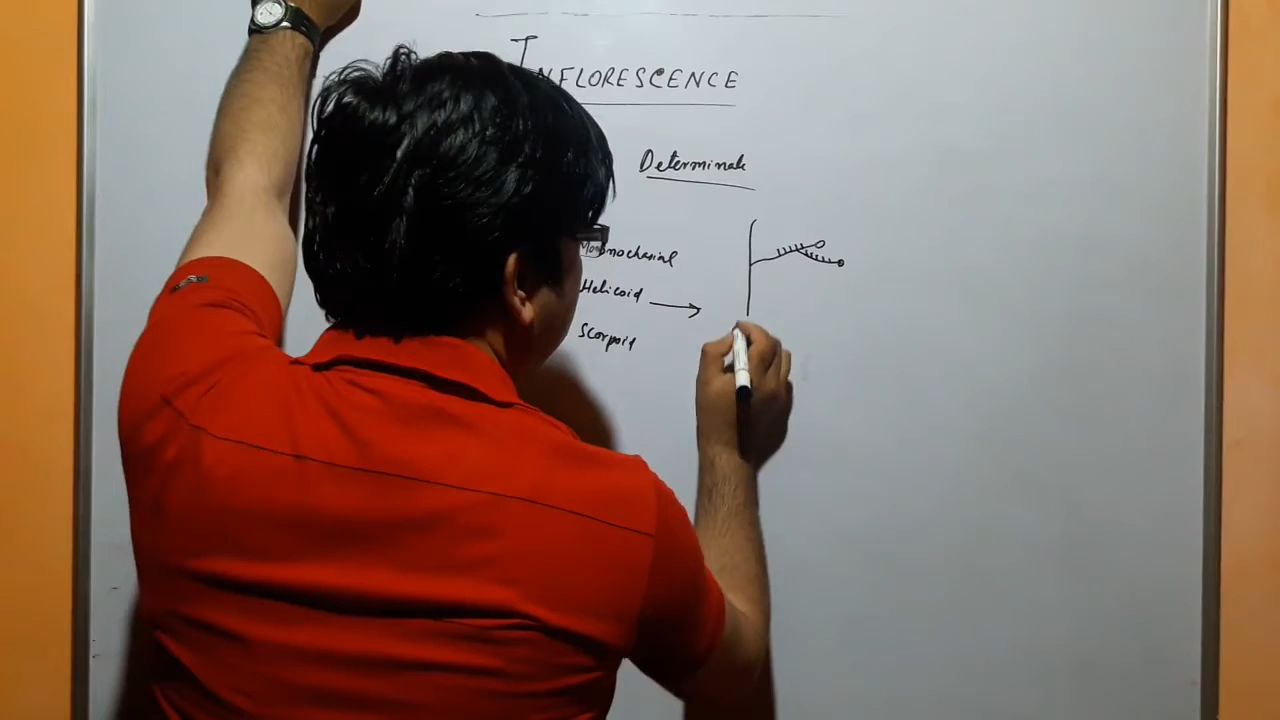 INFLORESCENCE
Determinate
Monochasial
Helicoid
Scorpoid